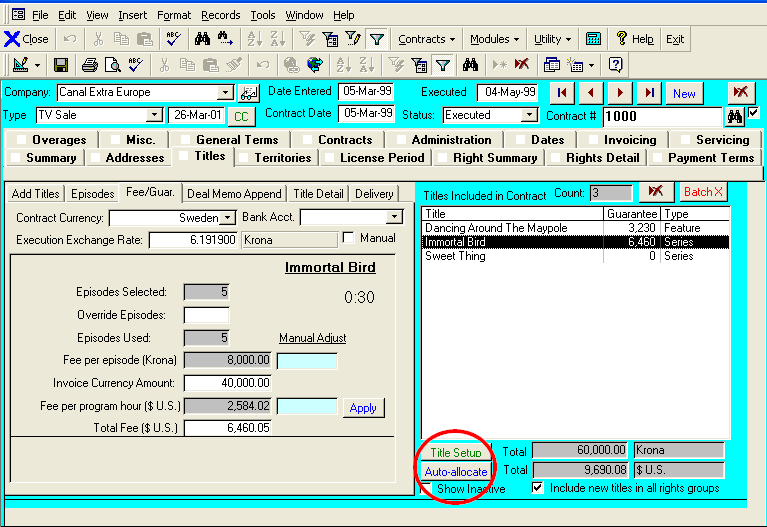 File Edit View Insert Format Records Tools Window Help
Close Contracts Modules Utility Help Exit
Company: Canal Extra Europe Date Entered 05-Mar-99 Executed 04-May-99 New
Type TV Sale 26-Mar-01 CC Contract Date 05-Mar-99 Status: Executed Contract # 1000
Overages Misc. General Terms Contracts Administration Dates Invoicing Servicing
Summary Addresses Titles Territories License Period Right Summary Rights Detail Payment Terms
Add Titles Episodes Fee/Guar. Deal Memo Append Title Detail Delivery
Contract Currency: Sweden Bank Acct.
Execution Exchange Rate: 6.191900 Krona Manual
Immortal Bird
Episodes Selected: 5 0:30
Override Episodes:
Episodes Used: 5 Manual Adjust
Fee per episode (Krona) 8,000.00
Invoice Currency Amount: 40,000.00
Fee per program hour ($ U.S.) 2,584.02 Apply
Total Fee ($ U.S.) 6,460.05
Titles Included in Contract Count: 3 Batch X
Title Guarantee Type
Dancing Around The Maypole 3,230 Feature
Immortal Bird 6,460 Series
Sweet Thing 0 Series
Title Setup Total 60,000.00 Krona
Auto-allocate Total 9,690.08 $ U.S.
Show Inactive Include new titles in all rights groups